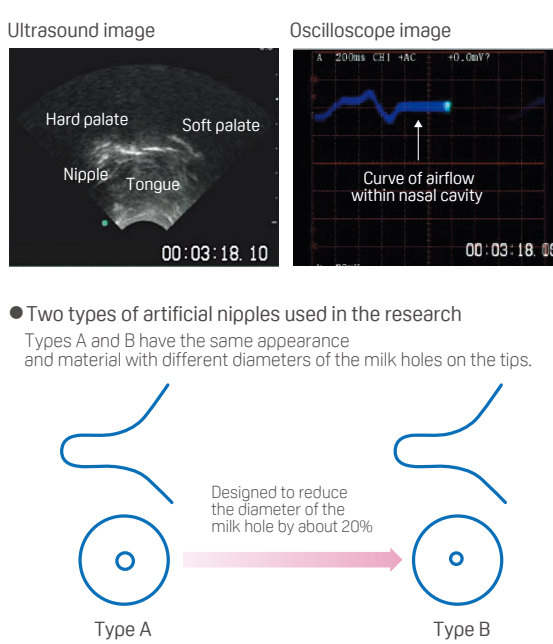 Ultrasound image
Oscilloscope image
Hard palate
Soft palate
Nipple
Tongue
00:03:18. 10
A 200ms CH1 +AC +0.0mV?
Curve of airflow
within nasal cavity
00:03:18.
● Two types of artificial nipples used in the research
Types A and B have the same appearance
and material with different diameters of the milk holes on the tips.
Designed to reduce
the diameter of the
milk hole by about 20%
Type A
Type B